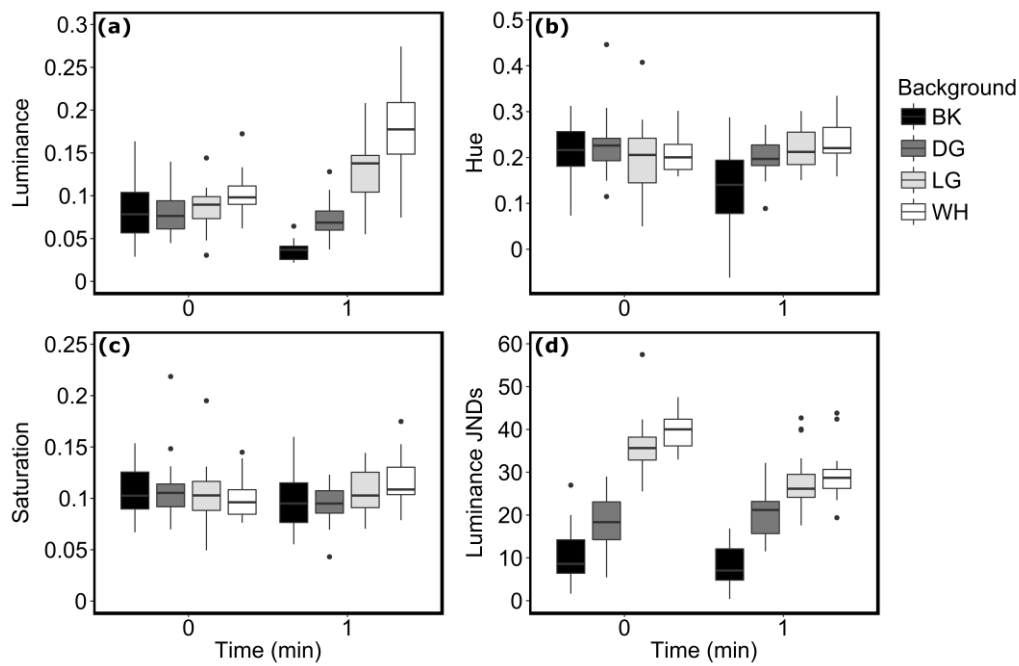 (a)
Luminance
0.3
0.25
0.2
0.15
0.1
0.05
0
0
1
(b)
Hue
0.5
0.4
0.3
0.2
0.1
0
0
1
Background
BK
DG
LG
WH
(c)
Saturation
0.25
0.2
0.15
0.1
0.05
0
0
1
Time (min)
(d)
Luminance JNDs
60
50
40
30
20
10
0
0
1
Time (min)